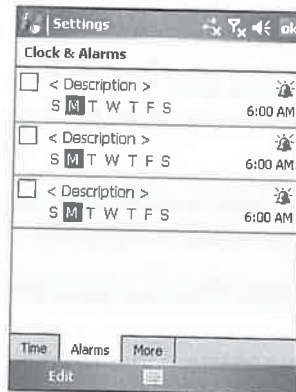 Settings ok
Clock & Alarms
< Description >
S M T W T F S 6:00 AM
< Description >
S M T W T F S 6:00 AM
< Description >
S M T W T F S 6:00 AM
Time Alarms More
Edit